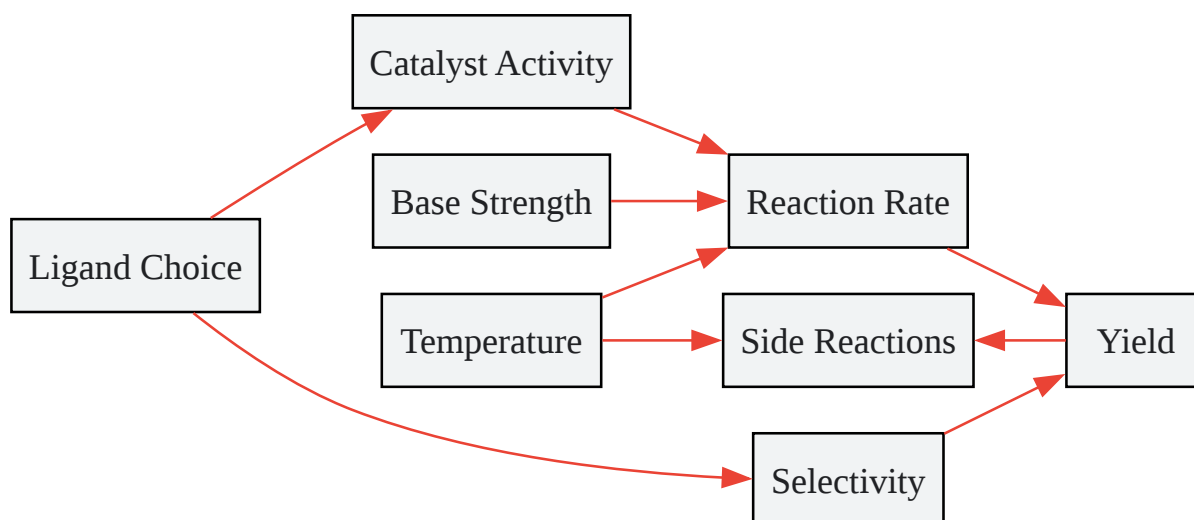 Catalyst Activity
Base Strength
Reaction Rate
Ligand Choice
Temperature
Side Reactions
Yield
Selectivity